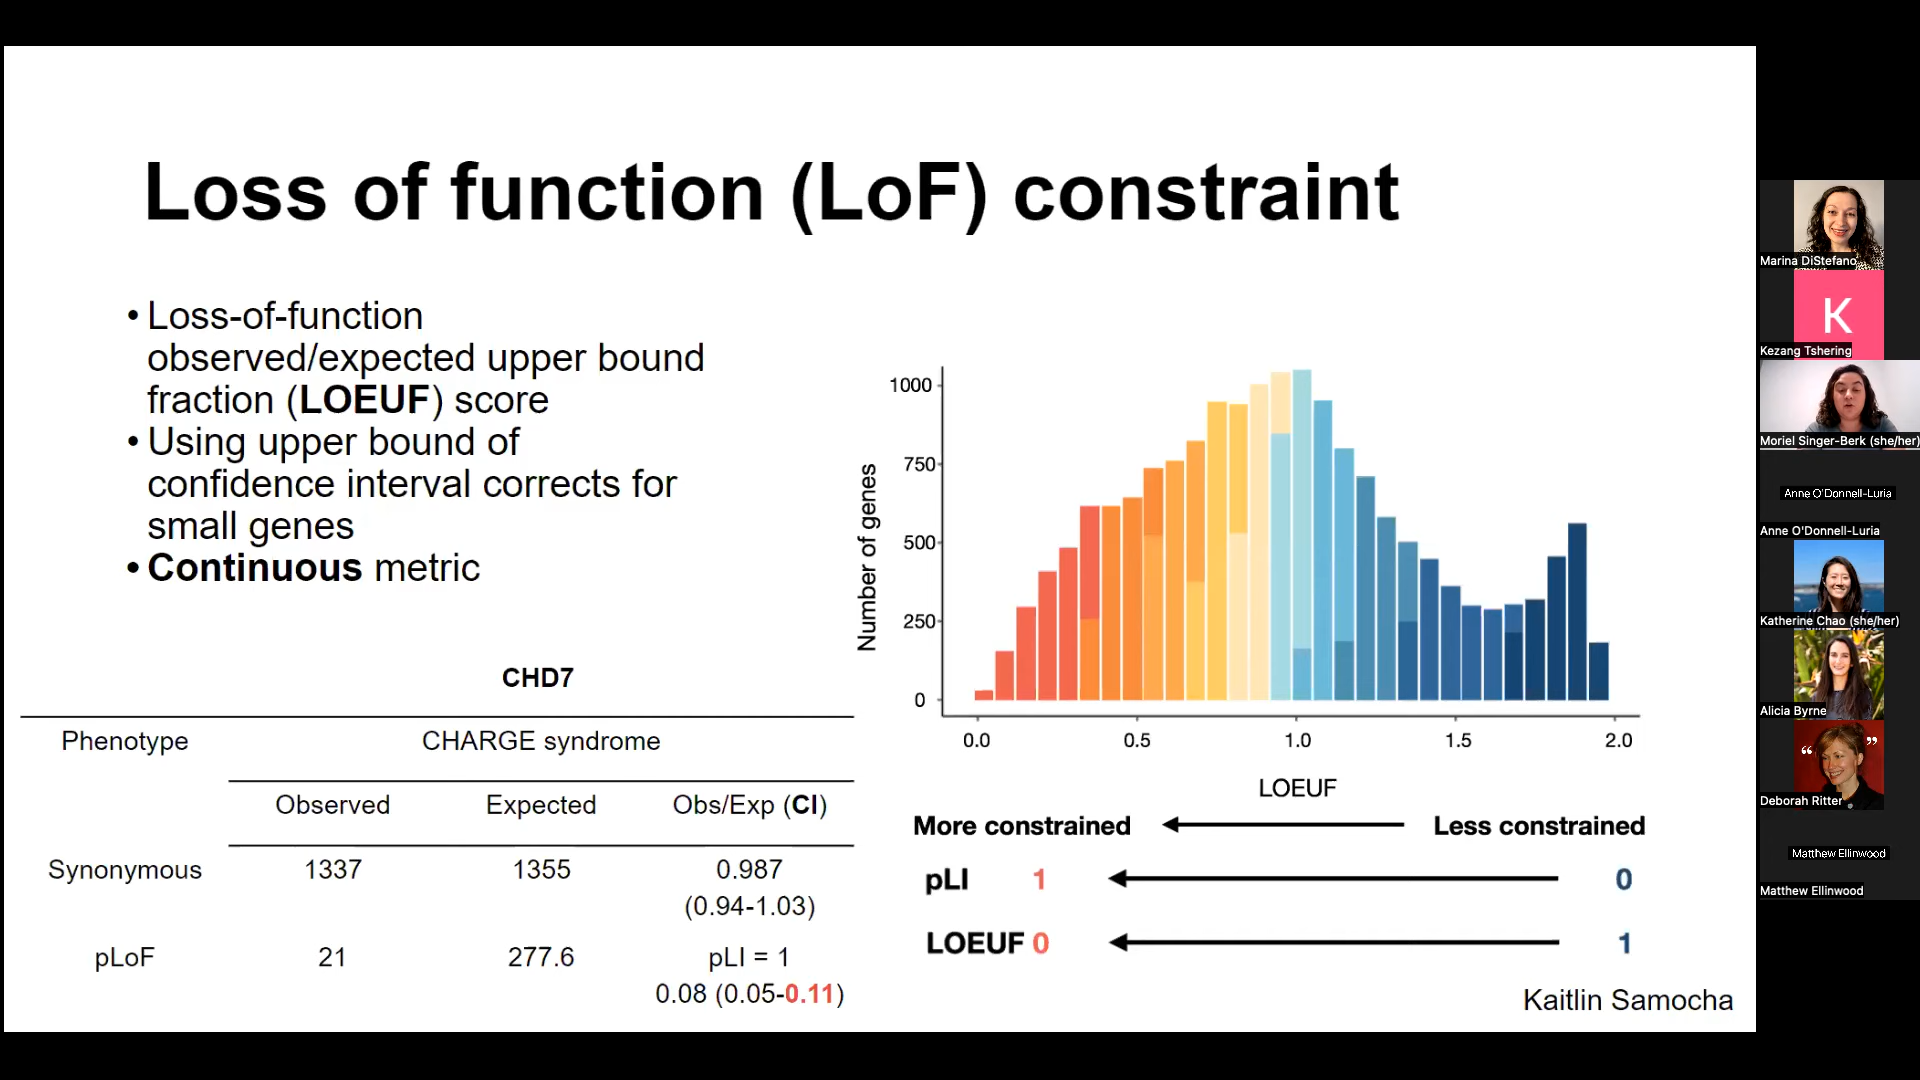 Loss of function (LoF) constraint
• Loss-of-function
observed/expected upper bound
fraction (LOEUF) score
• Using upper bound of
confidence interval corrects for
small genes
• Continuous metric
CHD7
Phenotype CHARGE syndrome
Observed Expected Obs/Exp (CI)
Synonymous 1337 1355 0.987
(0.94-1.03)
pLoF 21 277.6 pLI = 1
0.08 (0.05-0.11)
Number of genes
1000
750
500
250
0
0.0 0.5 1.0 1.5 2.0
LOEUF
More constrained Less constrained
pLI 1 0
LOEUF 0 1
Kaitlin Samocha
Marina DiStefano
K
Kezang Tshering
Moriel Singer-Berk (she/her)
Anne O'Donnell-Luria
Anne O'Donnell-Luria
Katherine Chao (she/her)
Alicia Byrne
“ ”
Deborah Ritter
Matthew Ellinwood
Matthew Ellinwood